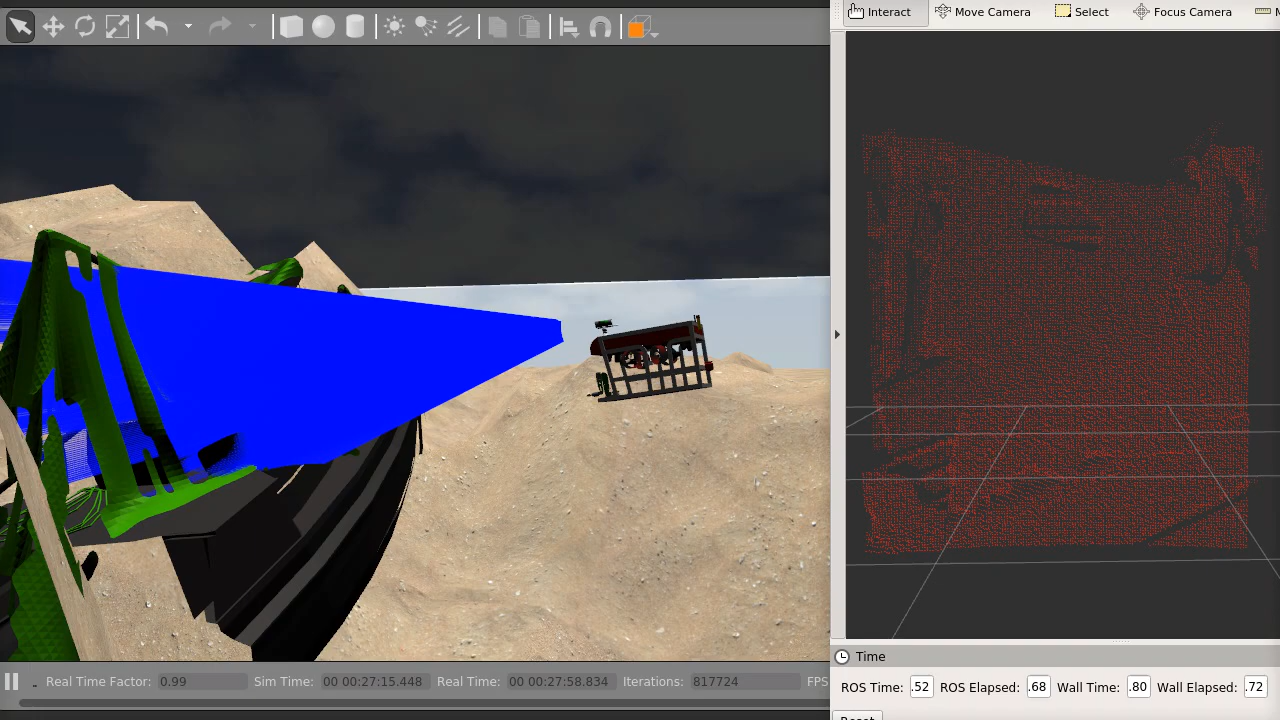 Interact Move Camera Select Focus Camera M
Real Time Factor: 0.99 Sim Time: 00 00:27:15.448 Real Time: 00 00:27:58.834 Iterations: 817724 FPS
Time
ROS Time: .52 ROS Elapsed: .68 Wall Time: .80 Wall Elapsed: .72
Reset